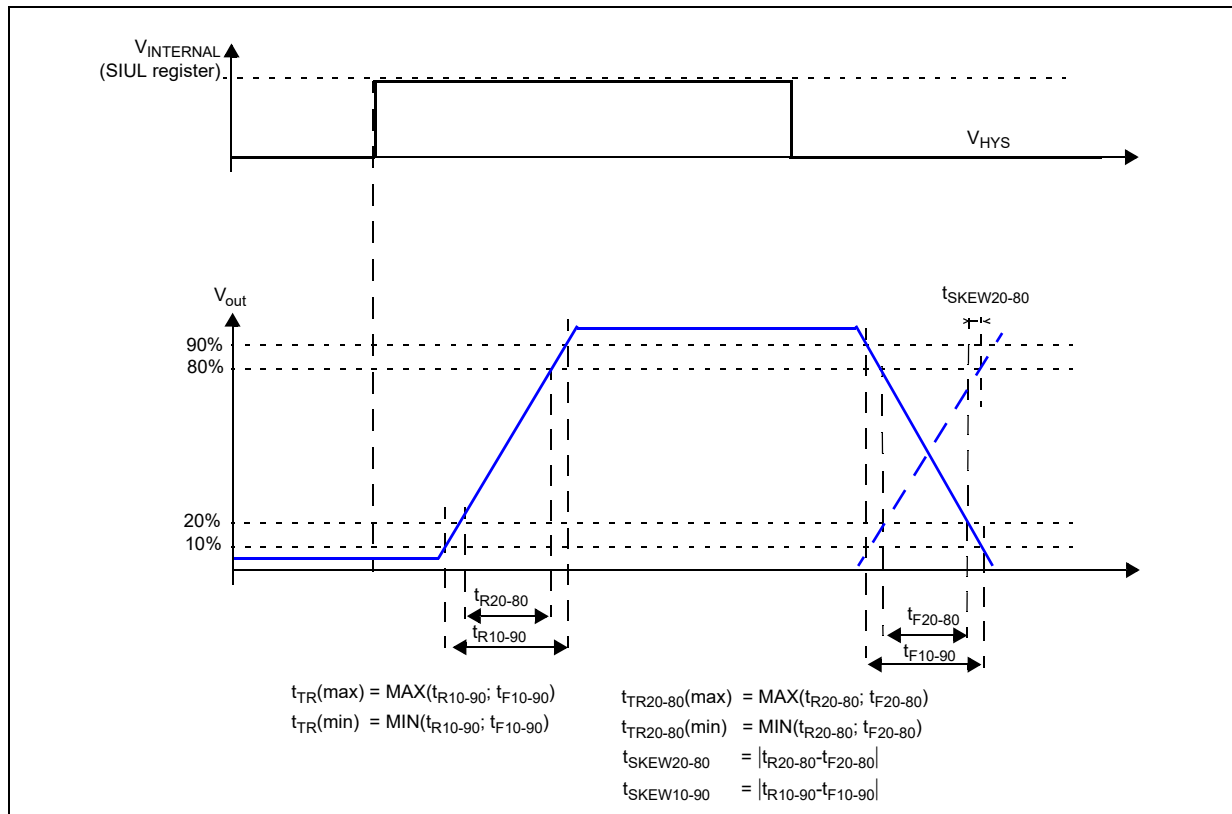 VINTERNAL
(SIUL register)
VHYS
Vout
tSKEW20-80
90%
80%
20%
10%
tR20-80
tR10-90
tF20-80
tF10-90
tTR(max) = MAX(tR10-90; tF10-90)
tTR(min) = MIN(tR10-90; tF10-90)
tTR20-80(max) = MAX(tR20-80; tF20-80)
tTR20-80(min) = MIN(tR20-80; tF20-80)
tSKEW20-80 = |tR20-80-tF20-80|
tSKEW10-90 = |tR10-90-tF10-90|